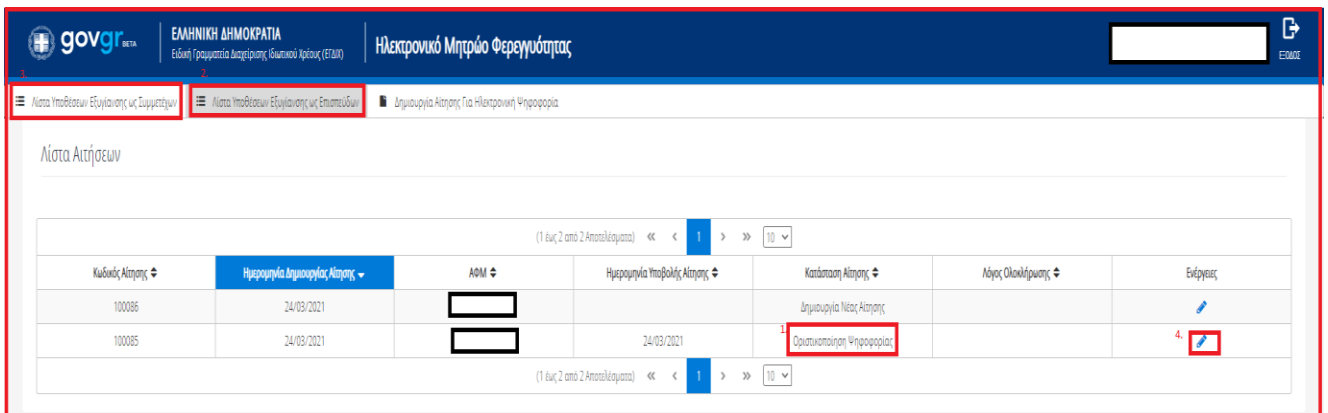 govgr BETA
ΕΛΛΗΝΙΚΗ ΔΗΜΟΚΡΑΤΙΑ
Ειδική Γραμματεία Διαχείρισης Ιδιωτικού Χρέους (ΕΓΔΙΧ)
Ηλεκτρονικό Μητρώο Φερεγγυότητας
ΕΞΟΔΟΣ
1. 2.
Λίστα Υποθέσεων Εξυγίανσης ως Συμμετέχων Λίστα Υποθέσεων Εξυγίανσης ως Επισπεύδων Δημιουργία Αίτησης Για Ηλεκτρονική Ψηφοφορία
Λίστα Αιτήσεων
(1 έως 2 από 2 Αποτελέσματα) « < 1 > » 10
Κωδικός Αίτησης Ημερομηνία Δημιουργίας Αίτησης ΑΦΜ Ημερομηνία Υποβολής Αίτησης Κατάσταση Αίτησης Λόγος Ολοκλήρωσης Ενέργειες
100086 24/03/2021 Δημιουργία Νέας Αίτησης
100085 24/03/2021 24/03/2021 1. Οριστικοποίηση Ψηφοφορίας 4.
(1 έως 2 από 2 Αποτελέσματα) « < 1 > » 10